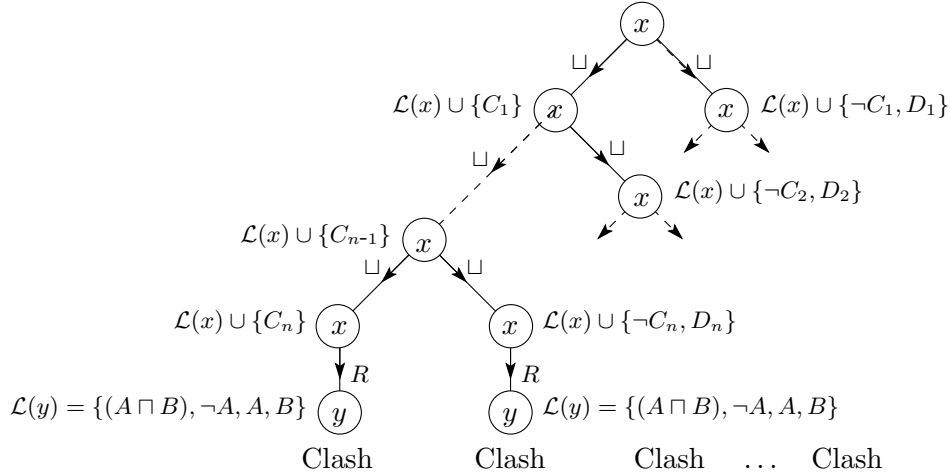 x
⊔ ⊔
L(x) ∪ {C₁} x x L(x) ∪ {¬C₁, D₁}
⊔ ⊔
x L(x) ∪ {¬C₂, D₂}
L(x) ∪ {Cₙ₋₁} x
⊔ ⊔
L(x) ∪ {Cₙ} x x L(x) ∪ {¬Cₙ, Dₙ}
R R
L(y) = {(A ⊓ B), ¬A, A, B} y y L(y) = {(A ⊓ B), ¬A, A, B}
Clash Clash Clash ... Clash